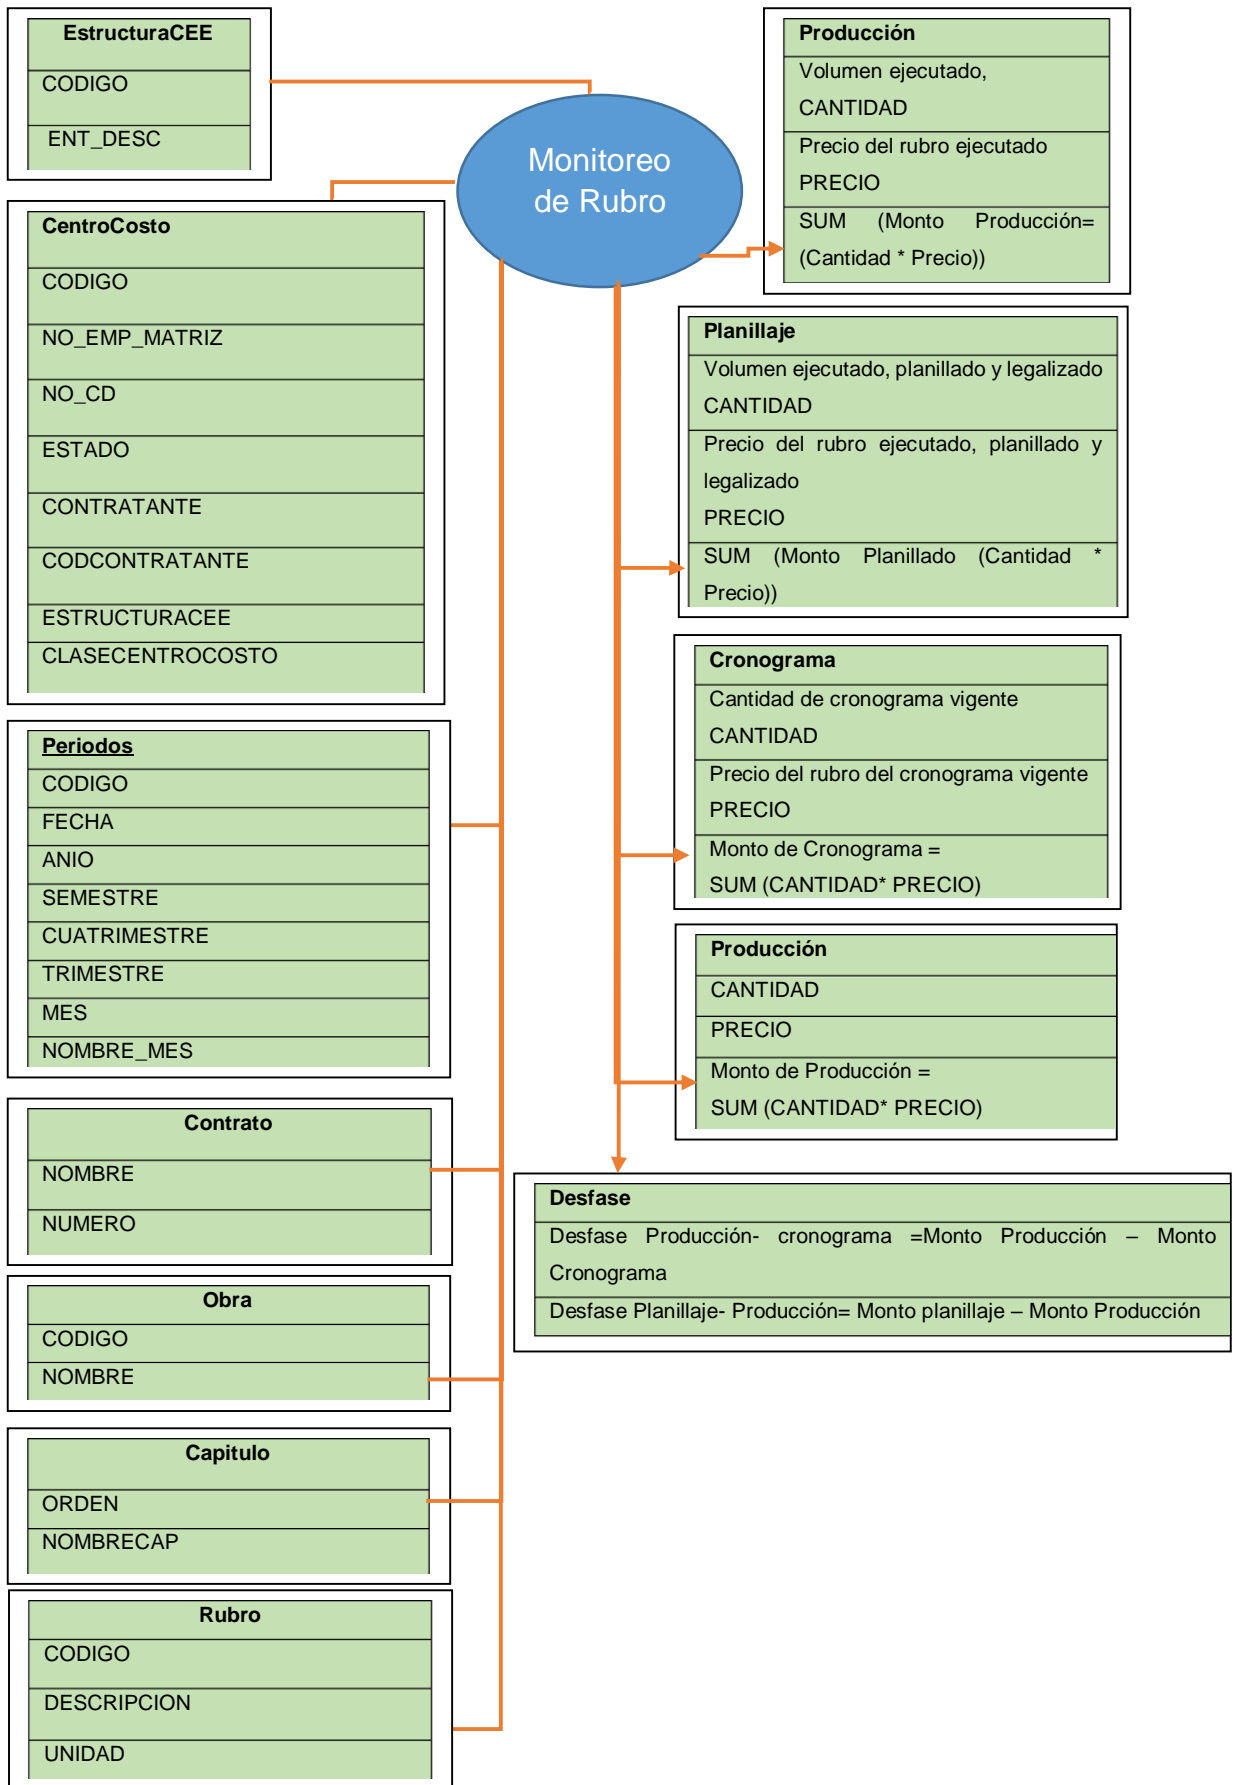 EstructuraCEE
CODIGO
ENT_DESC
Monitoreo
de Rubro
CentroCosto
CODIGO
NO_EMP_MATRIZ
NO_CD
ESTADO
CONTRATANTE
CODCONTRATANTE
ESTRUCTURACEE
CLASECENTROCOSTO
Periodos
CODIGO
FECHA
ANIO
SEMESTRE
CUATRIMESTRE
TRIMESTRE
MES
NOMBRE_MES
Contrato
NOMBRE
NUMERO
Obra
CODIGO
NOMBRE
Capitulo
ORDEN
NOMBRECAP
Rubro
CODIGO
DESCRIPCION
UNIDAD
Producción
Volumen ejecutado,
CANTIDAD
Precio del rubro ejecutado
PRECIO
SUM (Monto Producción=
(Cantidad * Precio))
Planillaje
Volumen ejecutado, planillado y legalizado
CANTIDAD
Precio del rubro ejecutado, planillado y
legalizado
PRECIO
SUM (Monto Planillado (Cantidad *
Precio))
Cronograma
Cantidad de cronograma vigente
CANTIDAD
Precio del rubro del cronograma vigente
PRECIO
Monto de Cronograma =
SUM (CANTIDAD* PRECIO)
Producción
CANTIDAD
PRECIO
Monto de Producción =
SUM (CANTIDAD* PRECIO)
Desfase
Desfase Producción- cronograma =Monto Producción – Monto
Cronograma
Desfase Planillaje- Producción= Monto planillaje – Monto Producción